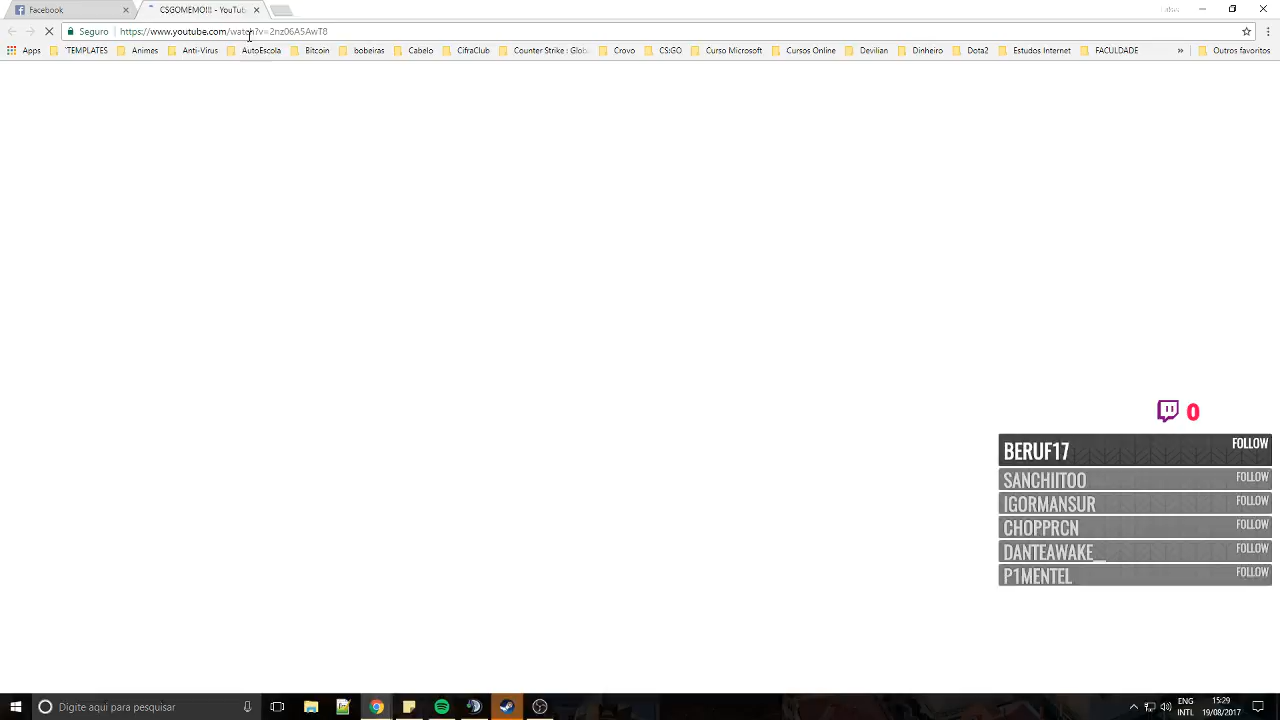 Facebook
CSGOMEMO!!! - YouTub
Seguro
https://www.youtube.com/watch?v=2nz06A5AwT8
Apps
'TEMPLATES
Animes
Anti-Virus
AutoEscola
Bitcoin
bobeiras
Cabelo
CifraClub
Counter-Strike : Globa
Crovo
CS:GO
Curso Microsoft
Cursos Online
Devilian
Dinheiro
Dota2
Estudos Internet
FACULDADE
»
Outros favoritos
0
BERUF17 FOLLOW
SANCHIITOO FOLLOW
IGORMANSUR FOLLOW
CHOPPRCN FOLLOW
DANTEAWAKE__ FOLLOW
P1MENTEL FOLLOW
Digite aqui para pesquisar
ENG
INTL
15:29
19/08/2017